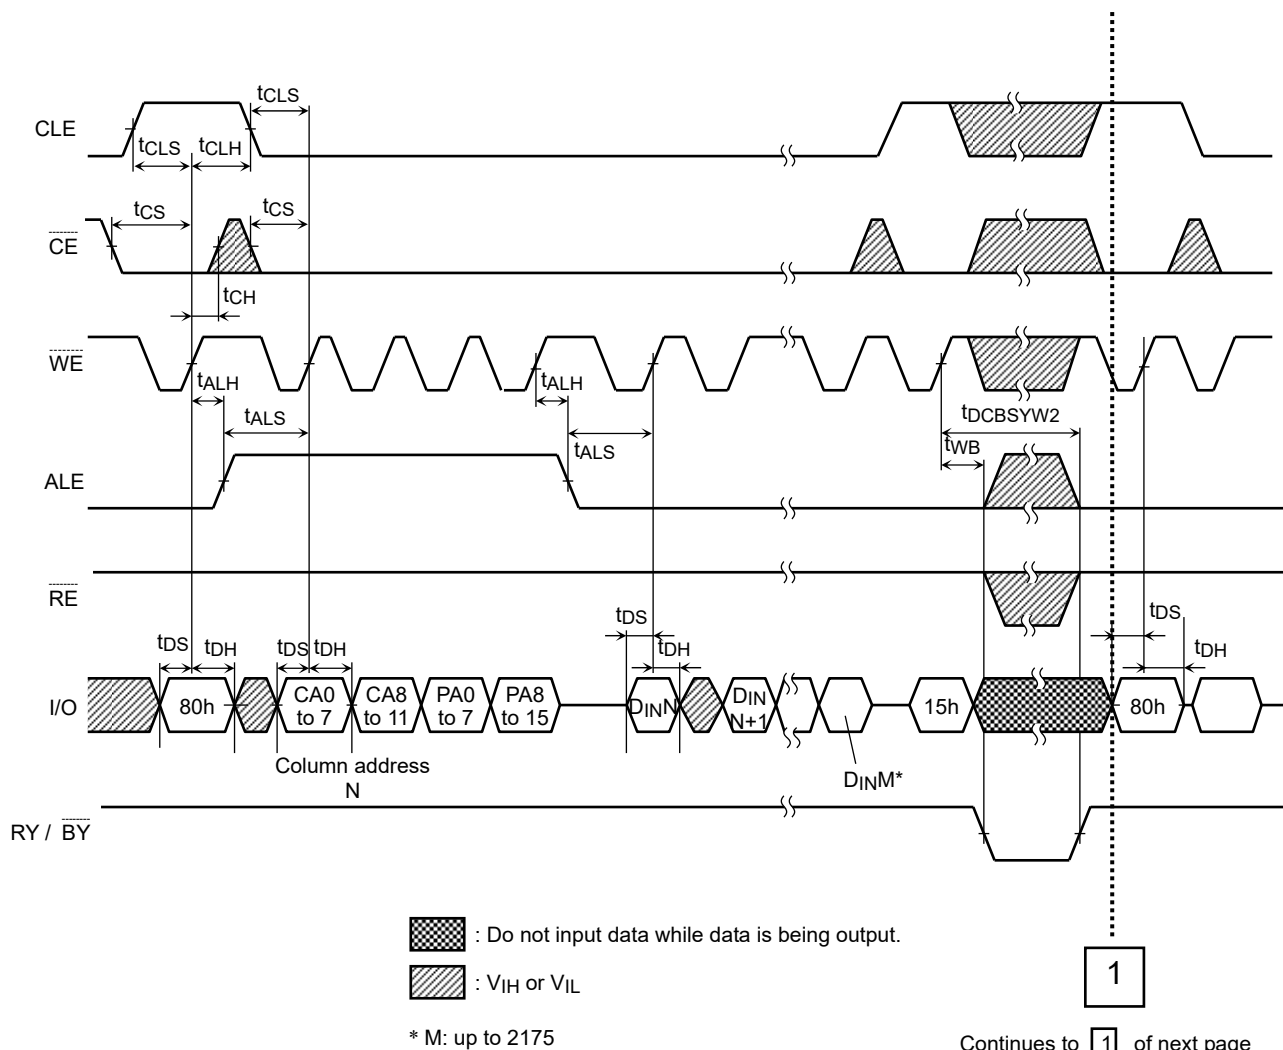 tCLS
CLE
tCLS tCLH
tCS tCS
CE
tCH
WE
tALH tALH
tALS
tDCBSYW2
tALS
tWB
ALE
RE
tDS tDS
tDS tDH tDS tDH tDH tDH
I/O
80h
CA0 to 7
CA8 to 11
PA0 to 7
PA8 to 15
DINN
DIN N+1
15h
80h
Column address
N
DINM*
RY / BY
: Do not input data while data is being output.
: VIH or VIL
1
* M: up to 2175
Continues to 1 of next page